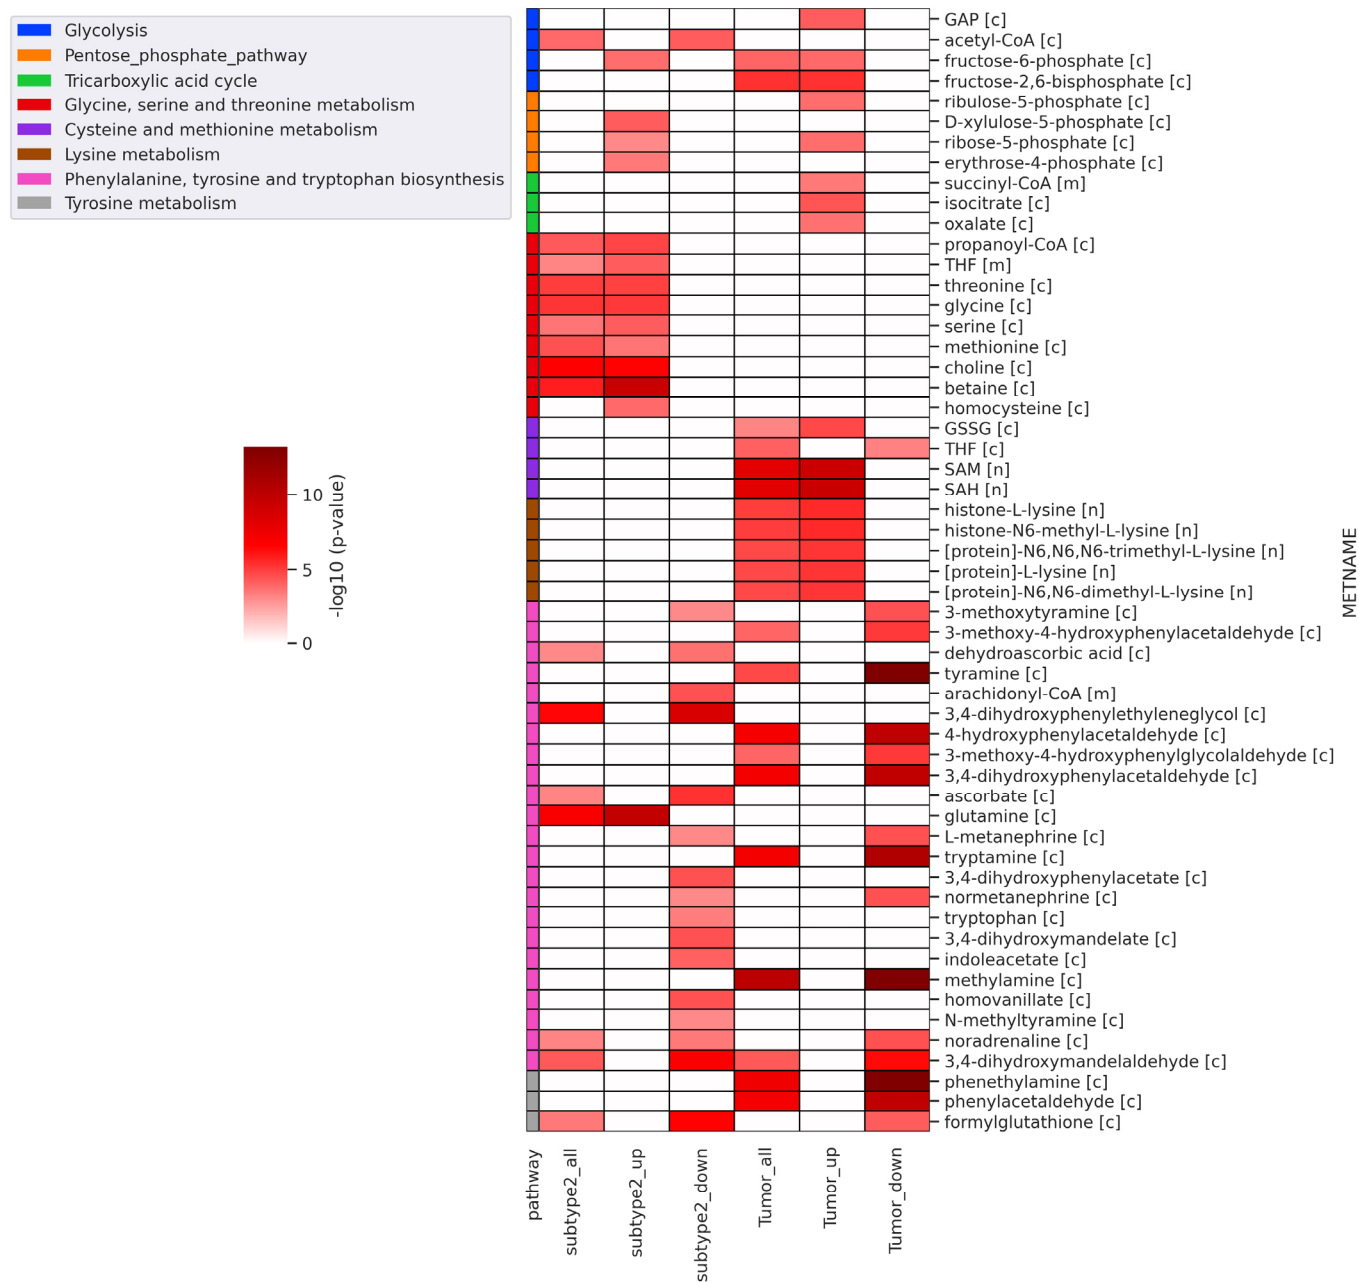 Glycolysis
Pentose_phosphate_pathway
Tricarboxylic acid cycle
Glycine, serine and threonine metabolism
Cysteine and methionine metabolism
Lysine metabolism
Phenylalanine, tyrosine and tryptophan biosynthesis
Tyrosine metabolism
10
5
0
-log10 (p-value)
GAP [c]
acetyl-CoA [c]
fructose-6-phosphate [c]
fructose-2,6-bisphosphate [c]
ribulose-5-phosphate [c]
D-xylulose-5-phosphate [c]
ribose-5-phosphate [c]
erythrose-4-phosphate [c]
succinyl-CoA [m]
isocitrate [c]
oxalate [c]
propanoyl-CoA [c]
THF [m]
threonine [c]
glycine [c]
serine [c]
methionine [c]
choline [c]
betaine [c]
homocysteine [c]
GSSG [c]
THF [c]
SAM [n]
SAH [n]
histone-L-lysine [n]
histone-N6-methyl-L-lysine [n]
[protein]-N6,N6,N6-trimethyl-L-lysine [n]
[protein]-L-lysine [n]
[protein]-N6,N6-dimethyl-L-lysine [n]
3-methoxytyramine [c]
3-methoxy-4-hydroxyphenylacetaldehyde [c]
dehydroascorbic acid [c]
tyramine [c]
arachidonyl-CoA [m]
3,4-dihydroxyphenylethyleneglycol [c]
4-hydroxyphenylacetaldehyde [c]
3-methoxy-4-hydroxyphenylglycolaldehyde [c]
3,4-dihydroxyphenylacetaldehyde [c]
ascorbate [c]
glutamine [c]
L-metanephrine [c]
tryptamine [c]
3,4-dihydroxyphenylacetate [c]
normetanephrine [c]
tryptophan [c]
3,4-dihydroxymandelate [c]
indoleacetate [c]
methylamine [c]
homovanillate [c]
N-methyltyramine [c]
noradrenaline [c]
3,4-dihydroxymandelaldehyde [c]
phenethylamine [c]
phenylacetaldehyde [c]
formylglutathione [c]
METNAME
pathway
subtype2_all
subtype2_up
subtype2_down
Tumor_all
Tumor_up
Tumor_down